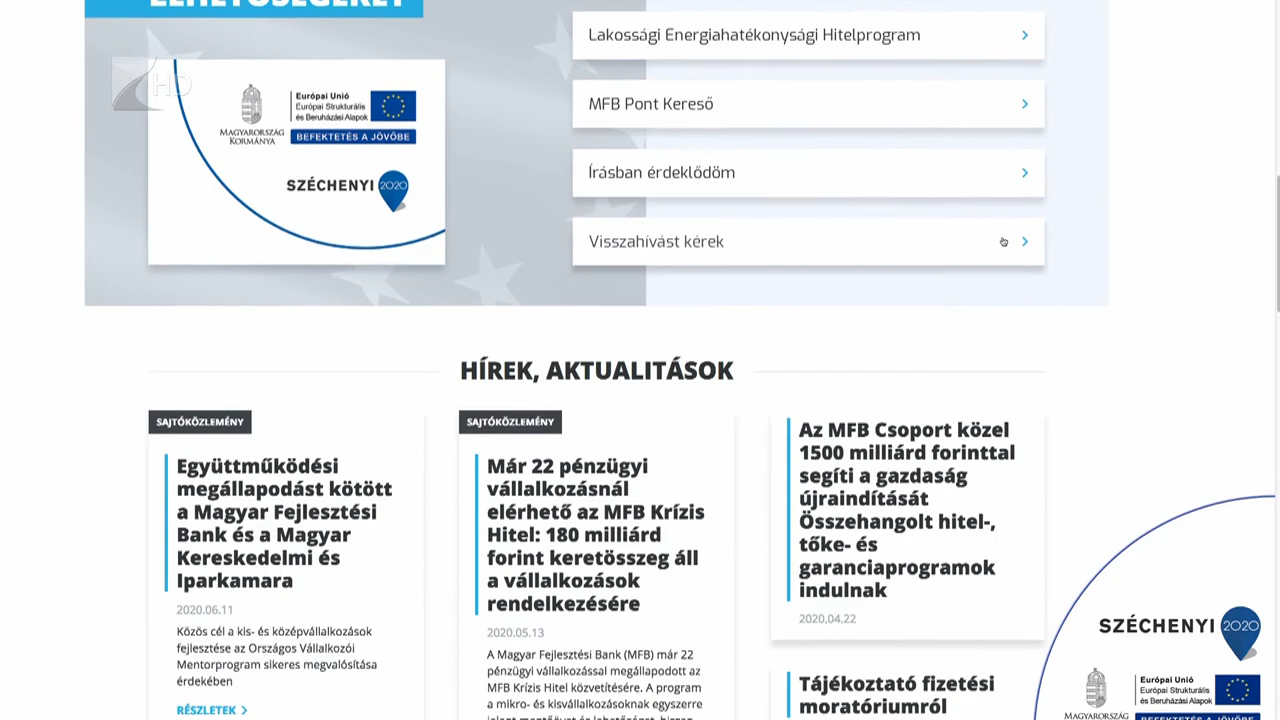 LEHETŐSÉGEKET
HD
Európai Unió
Európai Strukturális
és Beruházási Alapok
MAGYARORSZÁG
KORMÁNYA
BEFEKTETÉS A JÖVŐBE
SZÉCHENYI 2020
Lakossági Energiahatékonysági Hitelprogram
MFB Pont Kereső
Írásban érdeklődöm
Visszahívást kérek
HÍREK, AKTUALITÁSOK
SAJTÓKÖZLEMÉNY
Együttműködési
megállapodást kötött
a Magyar Fejlesztési
Bank és a Magyar
Kereskedelmi és
Iparkamara
2020.06.11
Közös cél a kis- és középvállalkozások
fejlesztése az Országos Vállalkozói
Mentorprogram sikeres megvalósítása
érdekében
RÉSZLETEK
SAJTÓKÖZLEMÉNY
Már 22 pénzügyi
vállalkozásnál
elérhető az MFB Krízis
Hitel: 180 milliárd
forint keretösszeg áll
a vállalkozások
rendelkezésére
2020.05.13
A Magyar Fejlesztési Bank (MFB) már 22
pénzügyi vállalkozással megállapodott az
MFB Krízis Hitel közvetítésére. A program
a mikro- és kisvállalkozásoknak egyszerre
Az MFB Csoport közel
1500 milliárd forinttal
segíti a gazdaság
újraindítását
Összehangolt hitel-,
tőke- és
garanciaprogramok
indulnak
2020.04.22
Tájékoztató fizetési
moratóriumról
SZÉCHENYI 2020
Európai Unió
Európai Strukturális
és Beruházási Alapok
MAGYARORSZÁG
BEFEKTETÉS A JÖVŐBE